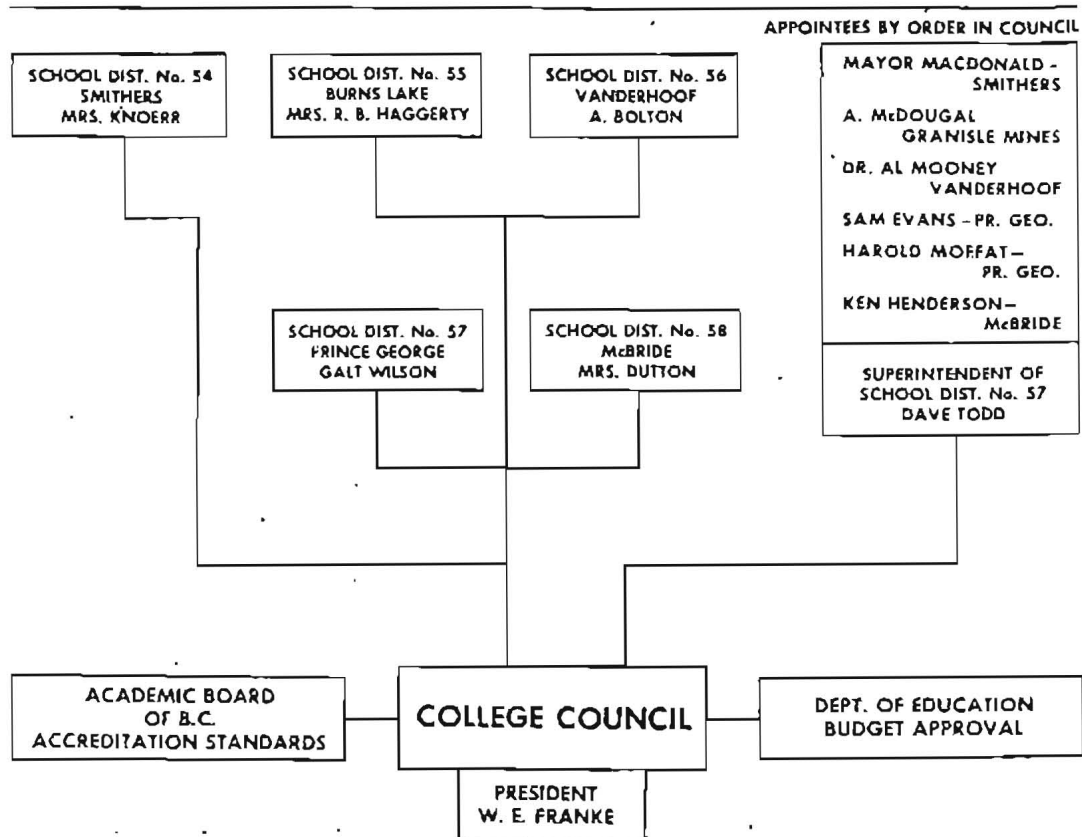 APPOINTEES BY ORDER IN COUNCIL
SCHOOL DIST. No. 54
SMITHERS
MRS. KNOERR
SCHOOL DIST. No. 55
BURNS LAKE
MRS. R. B. HAGGERTY
SCHOOL DIST. No. 56
VANDERHOOF
A. BOLTON
MAYOR MACDONALD -
SMITHERS
A. McDOUGAL
GRANISLE MINES
DR. AL MOONEY
VANDERHOOF
SAM EVANS - PR. GEO.
HAROLD MOFFAT-
PR. GEO.
KEN HENDERSON-
McBRIDE
SCHOOL DIST. No. 57
PRINCE GEORGE
GALT WILSON
SCHOOL DIST. No. 58
McBRIDE
MRS. DUTTON
SUPERINTENDENT OF
SCHOOL DIST. No. 57
DAVE TODD
ACADEMIC BOARD
OF B.C.
ACCREDITATION STANDARDS
COLLEGE COUNCIL
DEPT. OF EDUCATION
BUDGET APPROVAL
PRESIDENT
W. E. FRANKE